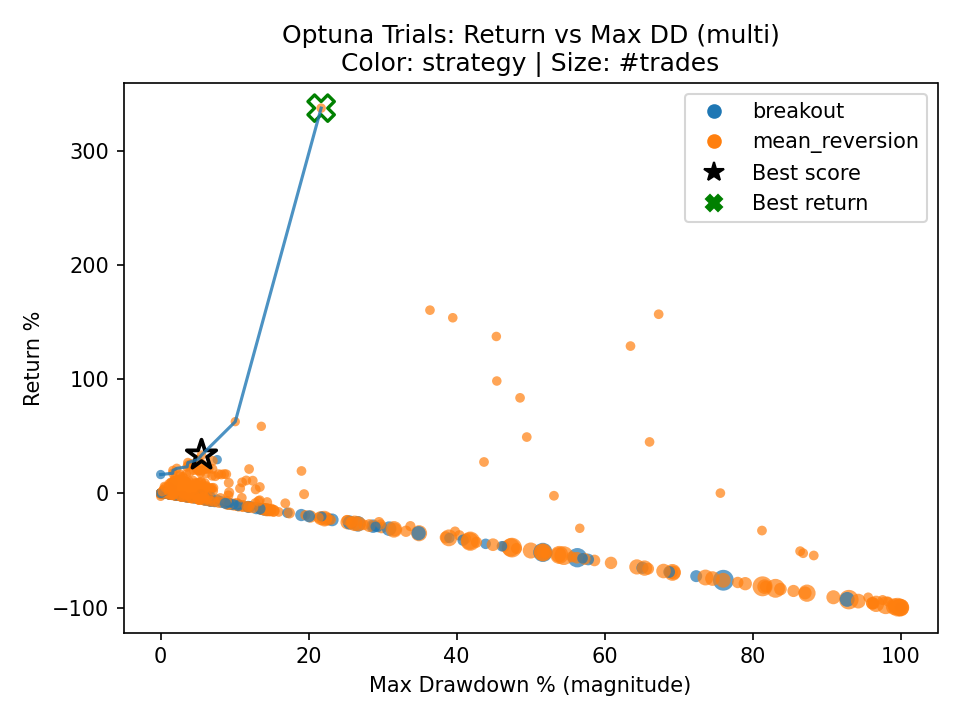 Optuna Trials: Return vs Max DD (multi)
Color: strategy | Size: #trades
breakout
mean_reversion
Best score
Best return
Return %
300
200
100
0
−100
0
20
40
60
80
100
Max Drawdown % (magnitude)